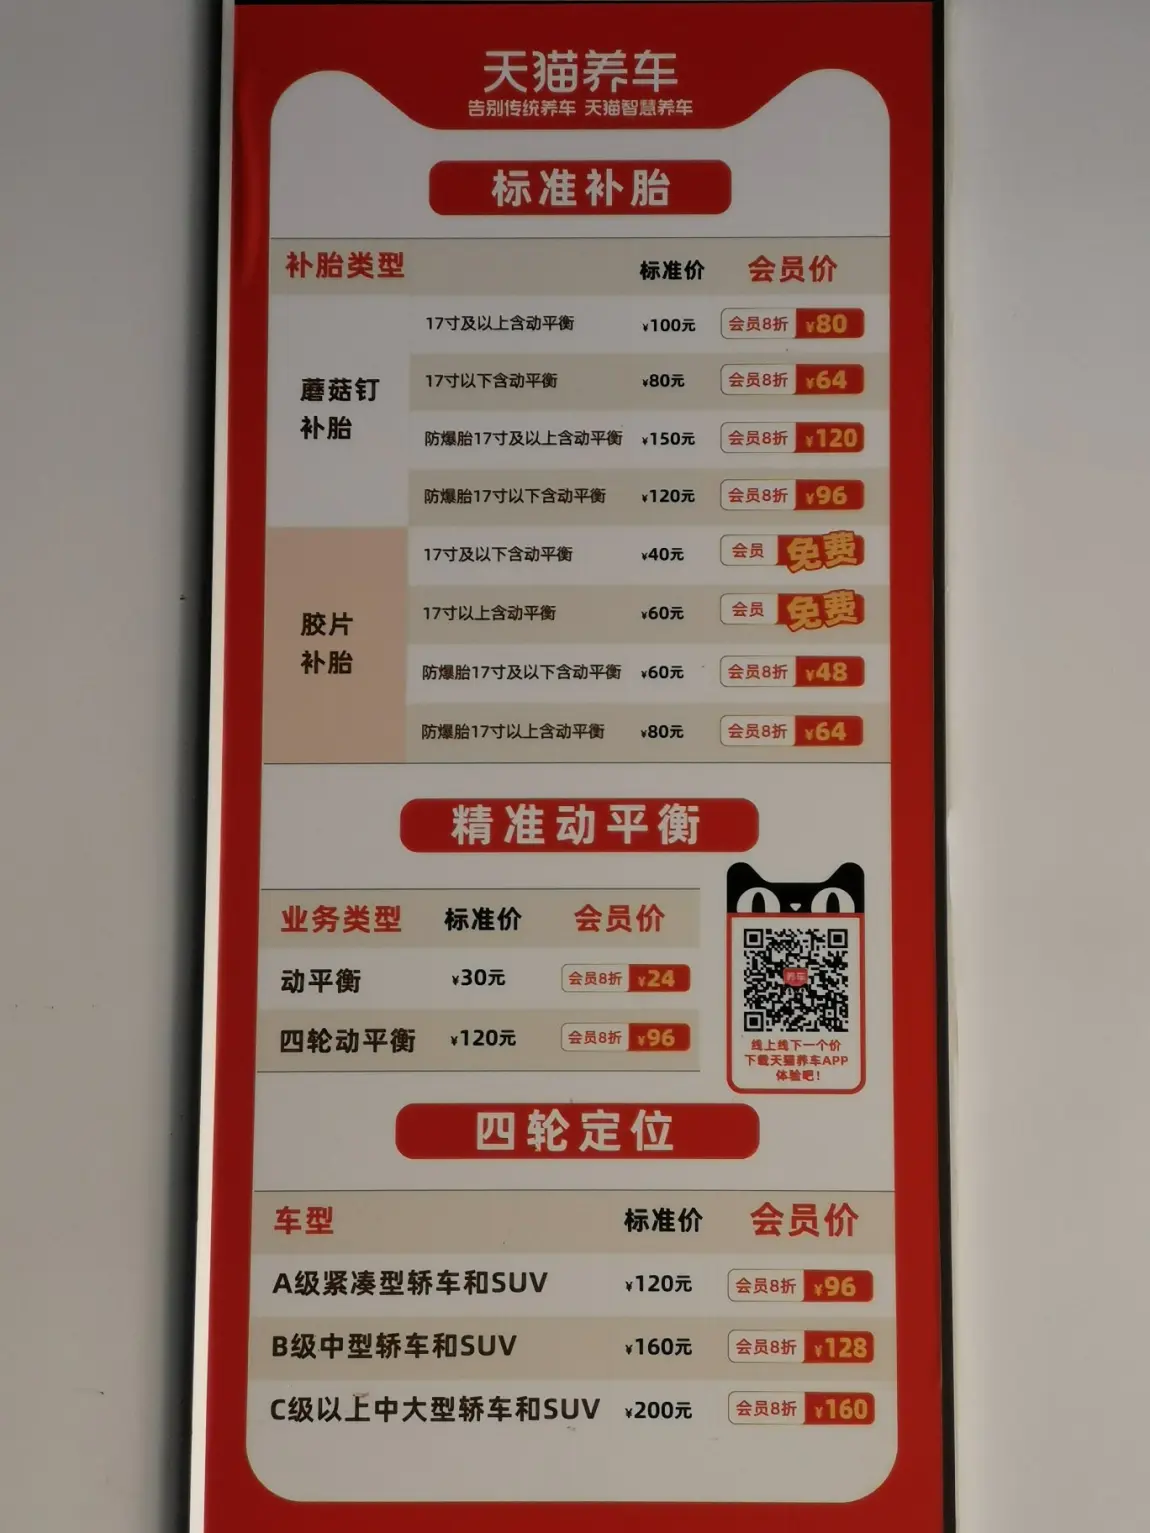 天猫养车
告别传统养车 天猫智慧养车
标准补胎
补胎类型 标准价 会员价
蘑菇钉
补胎
17寸及以上含动平衡 ¥100元 会员8折 ¥80
17寸以下含动平衡 ¥80元 会员8折 ¥64
防爆胎17寸及以上含动平衡 ¥150元 会员8折 ¥120
防爆胎17寸以下含动平衡 ¥120元 会员8折 ¥96
胶片
补胎
17寸及以下含动平衡 ¥40元 会员 免费
17寸以上含动平衡 ¥60元 会员 免费
防爆胎17寸及以下含动平衡 ¥60元 会员8折 ¥48
防爆胎17寸以上含动平衡 ¥80元 会员8折 ¥64
精准动平衡
业务类型 标准价 会员价
动平衡 ¥30元 会员8折 ¥24
四轮动平衡 ¥120元 会员8折 ¥96
养车
线上线下一个价
下载天猫养车APP
体验吧！
四轮定位
车型 标准价 会员价
A级紧凑型轿车和SUV ¥120元 会员8折 ¥96
B级中型轿车和SUV ¥160元 会员8折 ¥128
C级以上中大型轿车和SUV ¥200元 会员8折 ¥160